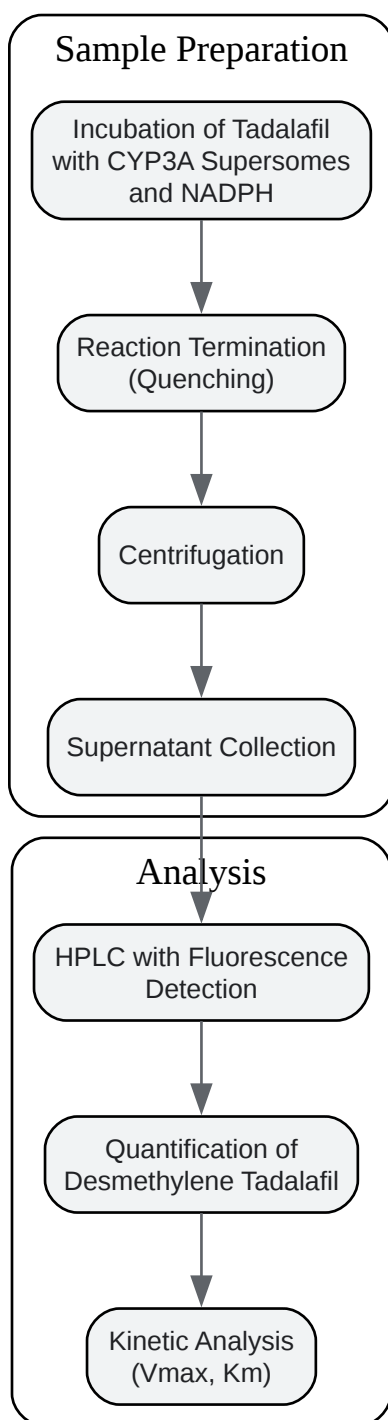 Sample Preparation
Incubation of Tadalafil
with CYP3A Supersomes
and NADPH
Reaction Termination
(Quenching)
Centrifugation
Supernatant Collection
Analysis
HPLC with Fluorescence
Detection
Quantification of
Desmethylene Tadalafil
Kinetic Analysis
(Vmax, Km)